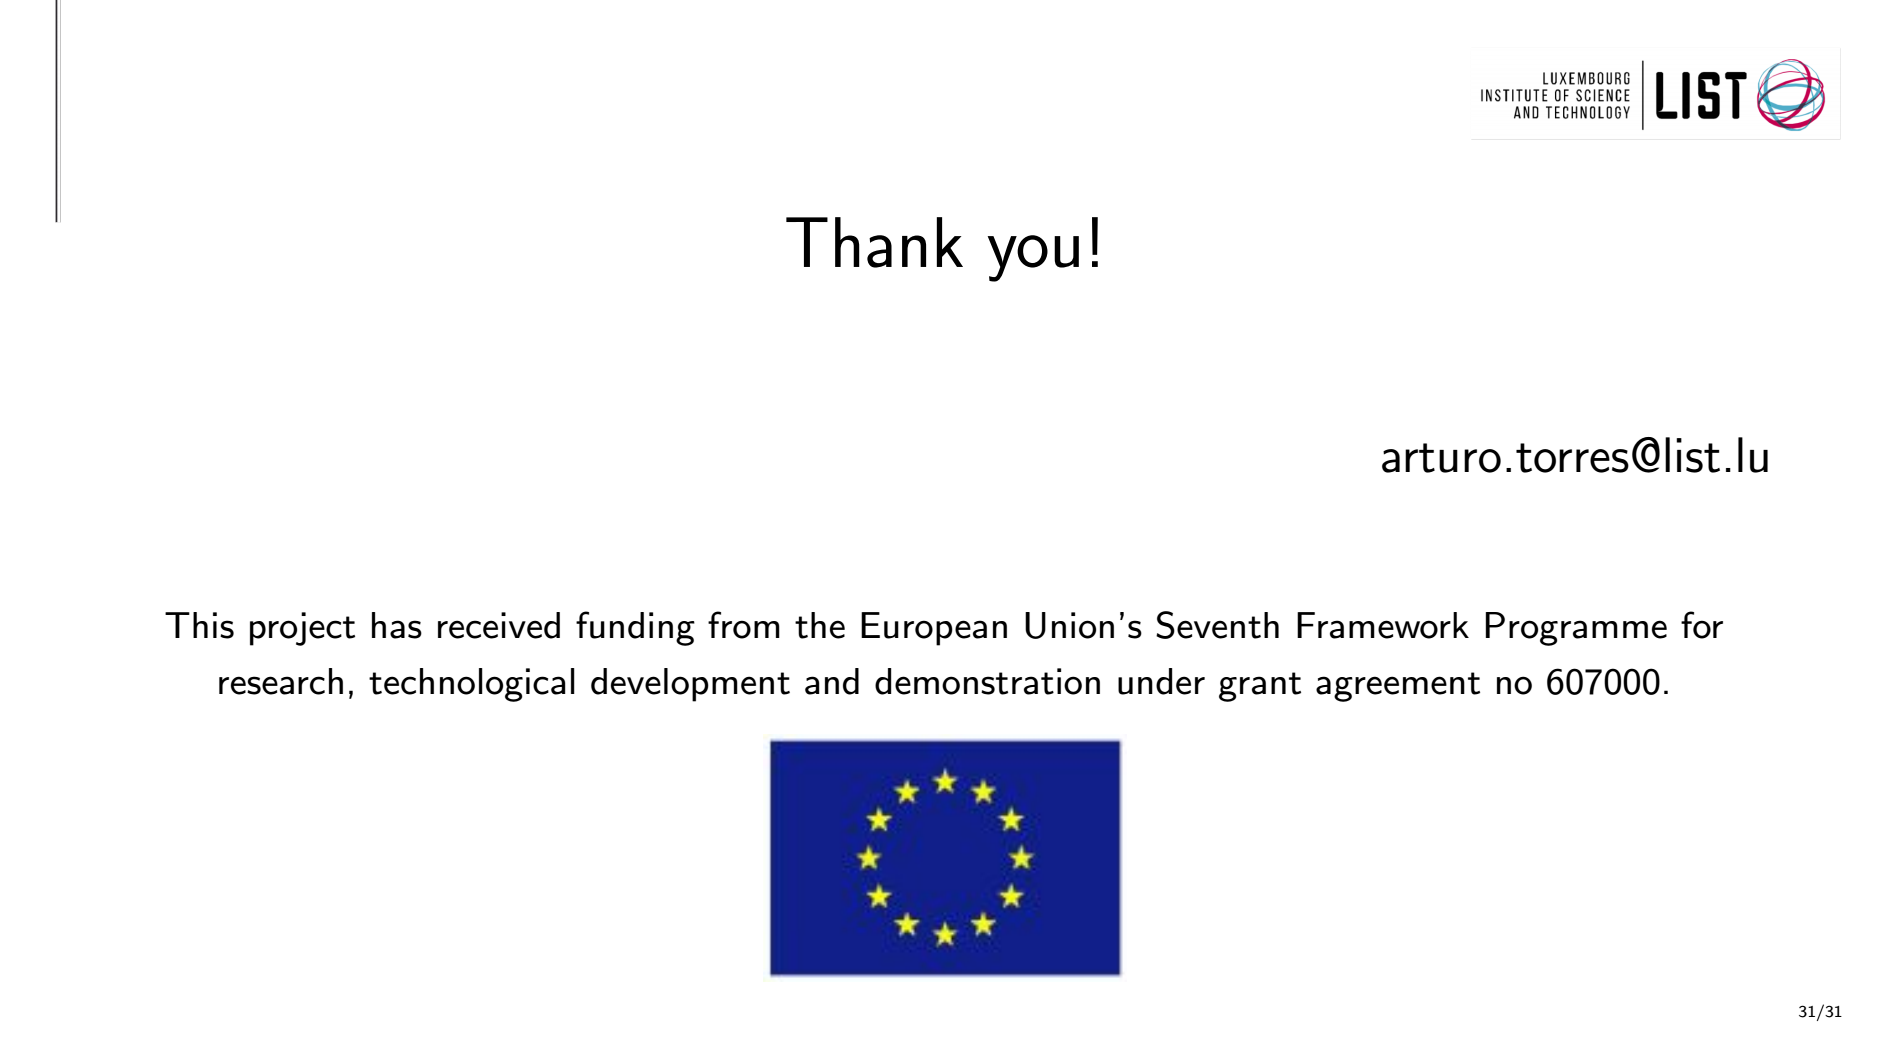 LUXEMBOURG
INSTITUTE OF SCIENCE
AND TECHNOLOGY
LIST
Thank you!
arturo.torres@list.lu
This project has received funding from the European Union's Seventh Framework Programme for
research, technological development and demonstration under grant agreement no 607000.
31/31